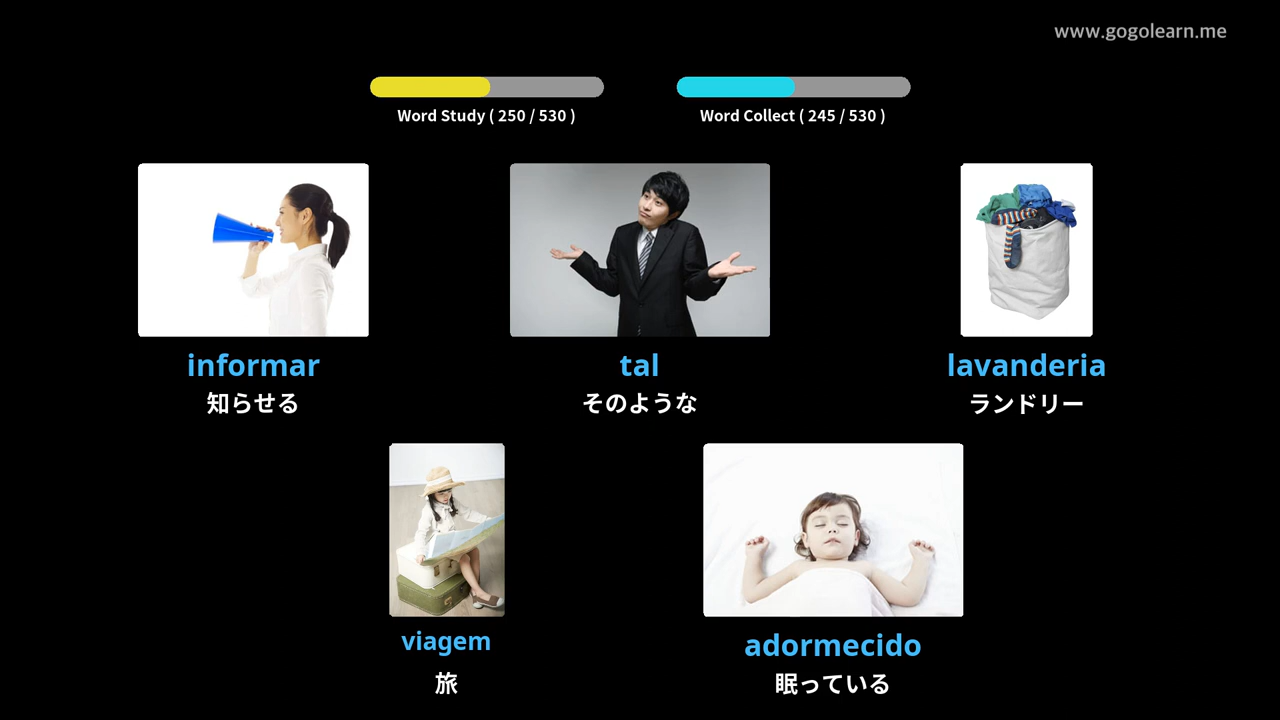 www.gogolearn.me
Word Study ( 250 / 530 )
Word Collect ( 245 / 530 )
informar
知らせる
tal
そのような
lavanderia
ランドリー
viagem
旅
adormecido
眠っている